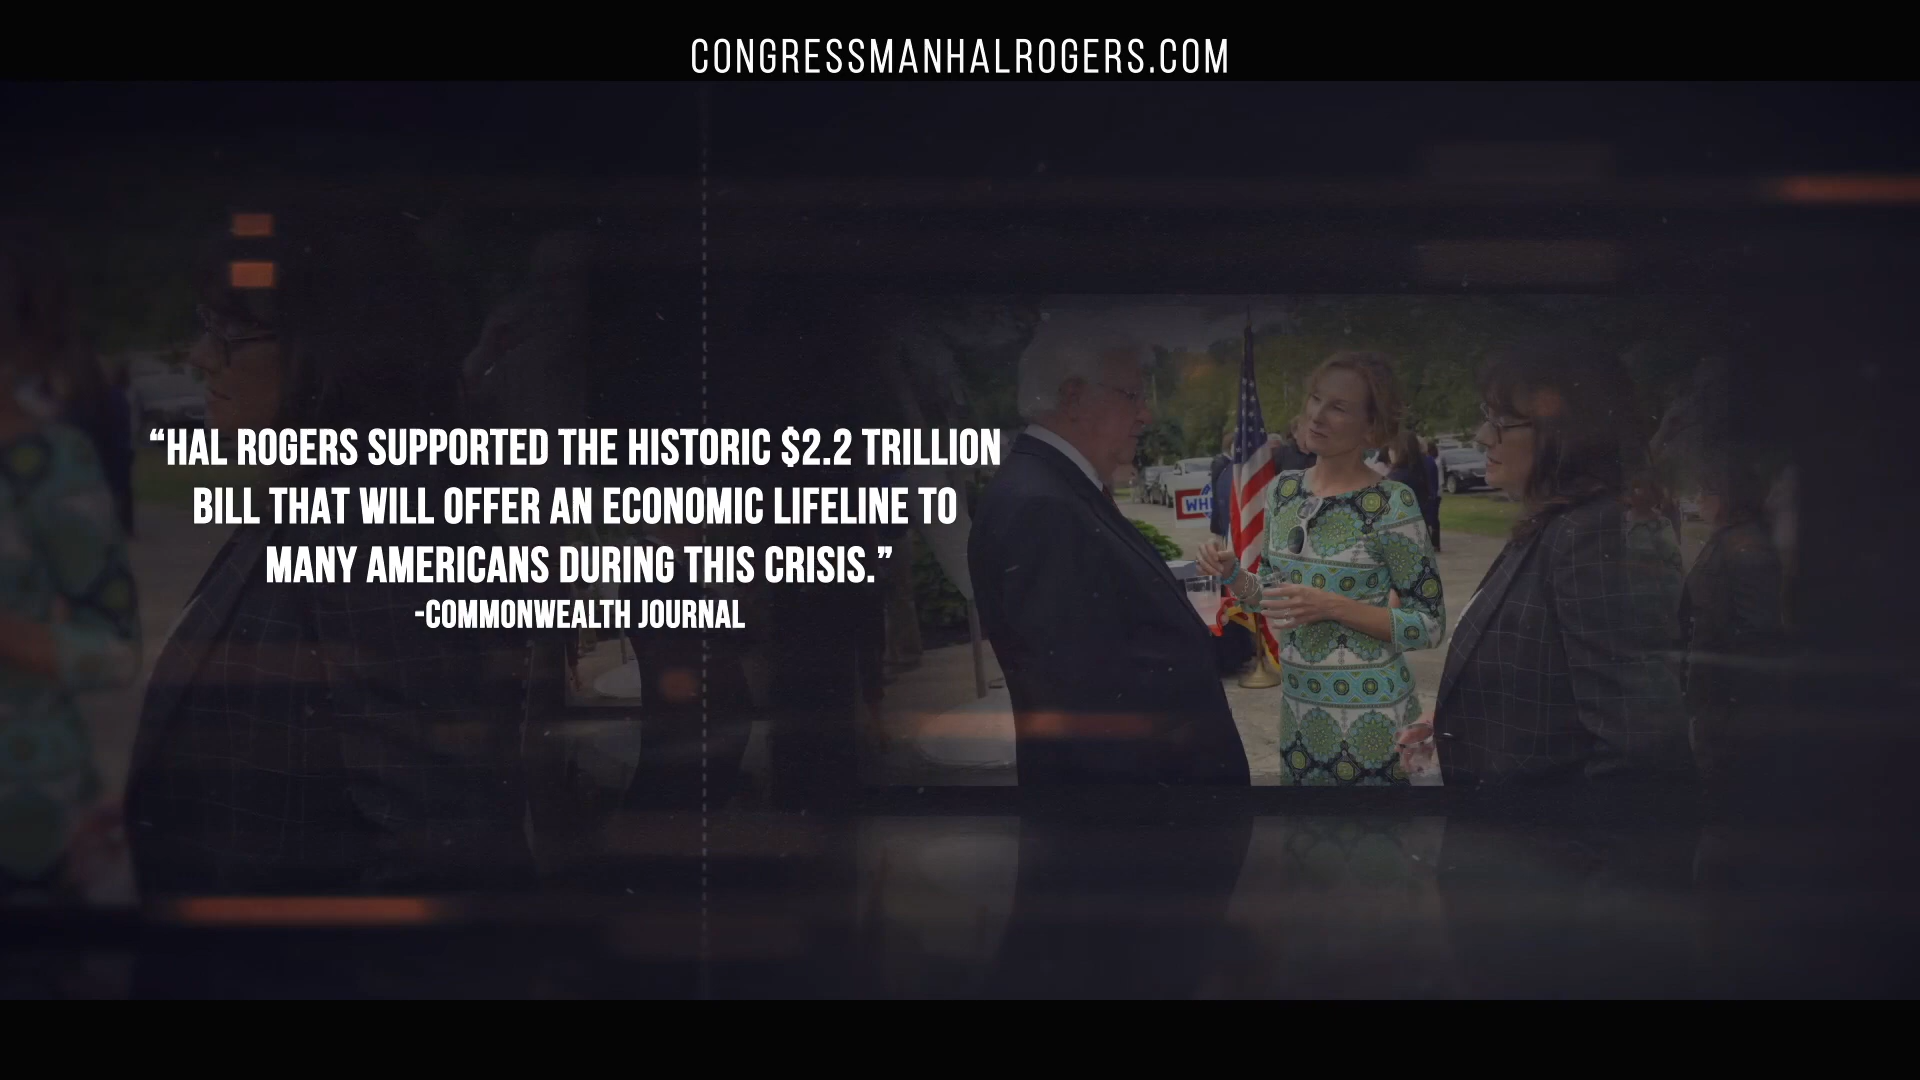 CONGRESSMANHALROGERS.COM
“HAL ROGERS SUPPORTED THE HISTORIC $2.2 TRILLION
BILL THAT WILL OFFER AN ECONOMIC LIFELINE TO
MANY AMERICANS DURING THIS CRISIS.”
-COMMONWEALTH JOURNAL